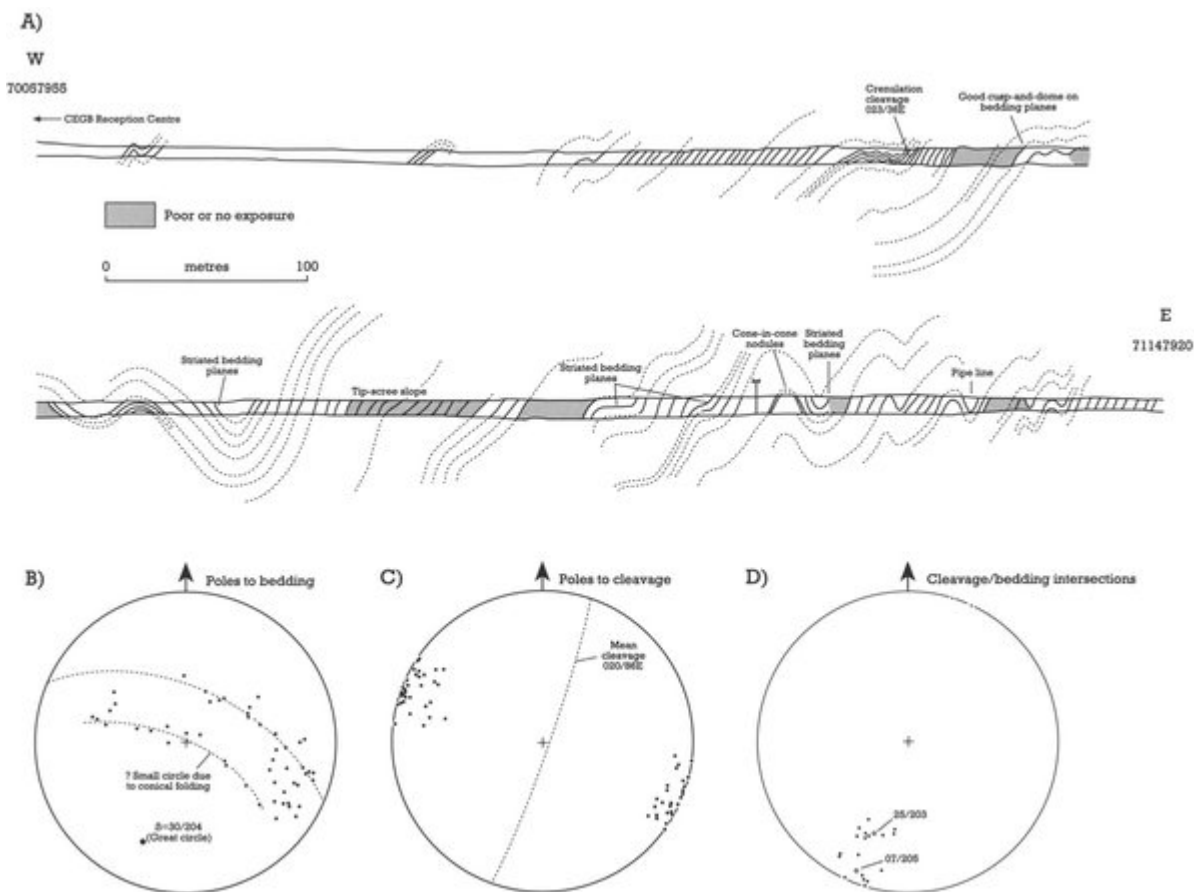 A)
W
70057955
CEGB Reception Centre
Crenulation
cleavage
023/36E
Good cusp-and-dome on
bedding planes
Poor or no exposure
0 metres 100
E
71147920
Striated bedding
planes
Tip-scree slope
Striated bedding
planes
Cone-in-cone
nodules
Striated
bedding
planes
Pipe line
B)
Poles to bedding
? Small circle due
to conical folding
S=30/204
(Great circle)
C)
Poles to cleavage
Mean
cleavage
020/86E
D)
Cleavage/bedding intersections
25/203
07/205